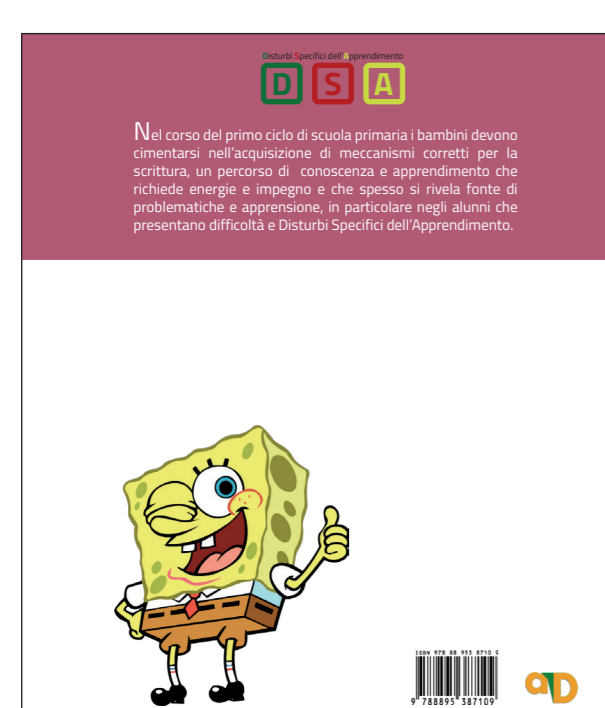 Disturbi Specifici dell'Apprendimento
D S A
Nel corso del primo ciclo di scuola primaria i bambini devono
cimentarsi nell'acquisizione di meccanismi corretti per la
scrittura, un percorso di conoscenza e apprendimento che
richiede energie e impegno e che spesso si rivela fonte di
problematiche e apprensione, in particolare negli alunni che
presentano difficoltà e Disturbi Specifici dell'Apprendimento.
ISBN 978 88 953 8710 9
9 788895 387109
aD